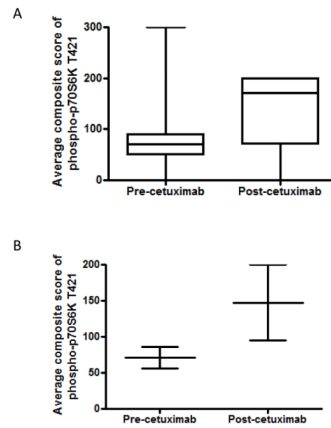 A
Average composite score of
phospho-p70S6K T421
300
200
100
0
Pre-cetuximab Post-cetuximab
B
Average composite score of
phospho-p70S6K T421
200
150
100
50
0
Pre-cetuximab Post-cetuximab